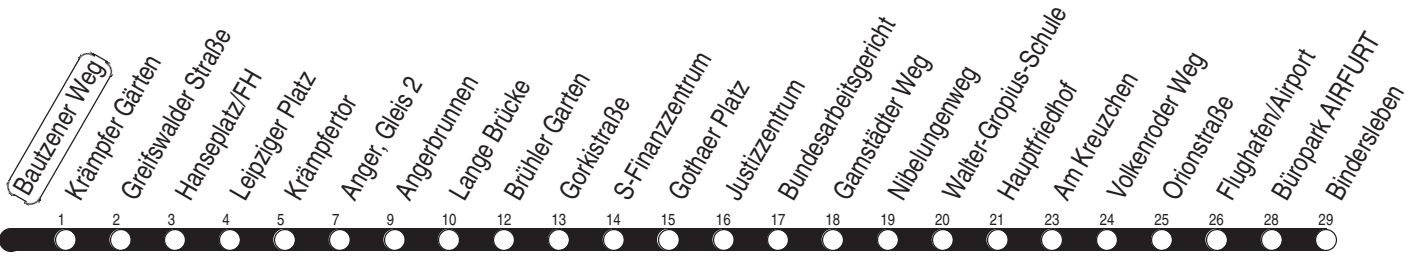 Bautzener Weg
Krämpfer Gärten
Greifswalder Straße
Hanseplatz/FH
Leipziger Platz
Krämpfertor
Anger, Gleis 2
Angerbrunnen
Lange Brücke
Brühler Garten
Gorkistraße
S-Finanzzentrum
Gothaer Platz
Justizzentrum
Bundesarbeitsgericht
Gamstädter Weg
Nibelungenweg
Walter-Gropius-Schule
Hauptfriedhof
Am Kreuzchen
Volkenroder Weg
Orionstraße
Flughafen/Airport
Büropark AIRFURT
Bindersleben
1 2 3 4 5 7 9 10 12 13 14 15 16 17 18 19 20 21 23 24 25 26 28 29